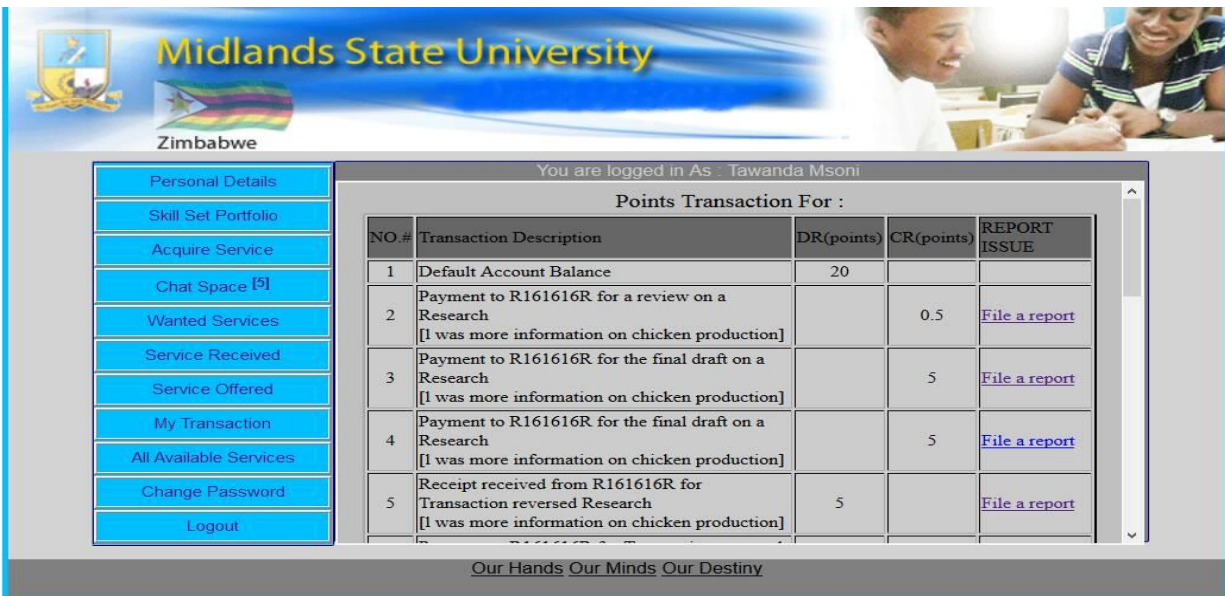 Midlands State University
Zimbabwe
Personal Details
Skill Set Portfolio
Acquire Service
Chat Space [5]
Wanted Services
Service Received
Service Offered
My Transaction
All Available Services
Change Password
Logout
You are logged in As : Tawanda Msoni
Points Transaction For :
NO.# Transaction Description DR(points) CR(points) REPORT ISSUE
1 Default Account Balance 20
Payment to R161616R for a review on a
2 Research 0.5 File a report
[I was more information on chicken production]
Payment to R161616R for the final draft on a
3 Research 5 File a report
[I was more information on chicken production]
Payment to R161616R for the final draft on a
4 Research 5 File a report
[I was more information on chicken production]
Receipt received from R161616R for
5 Transaction reversed Research 5 File a report
[I was more information on chicken production]
Our Hands Our Minds Our Destiny